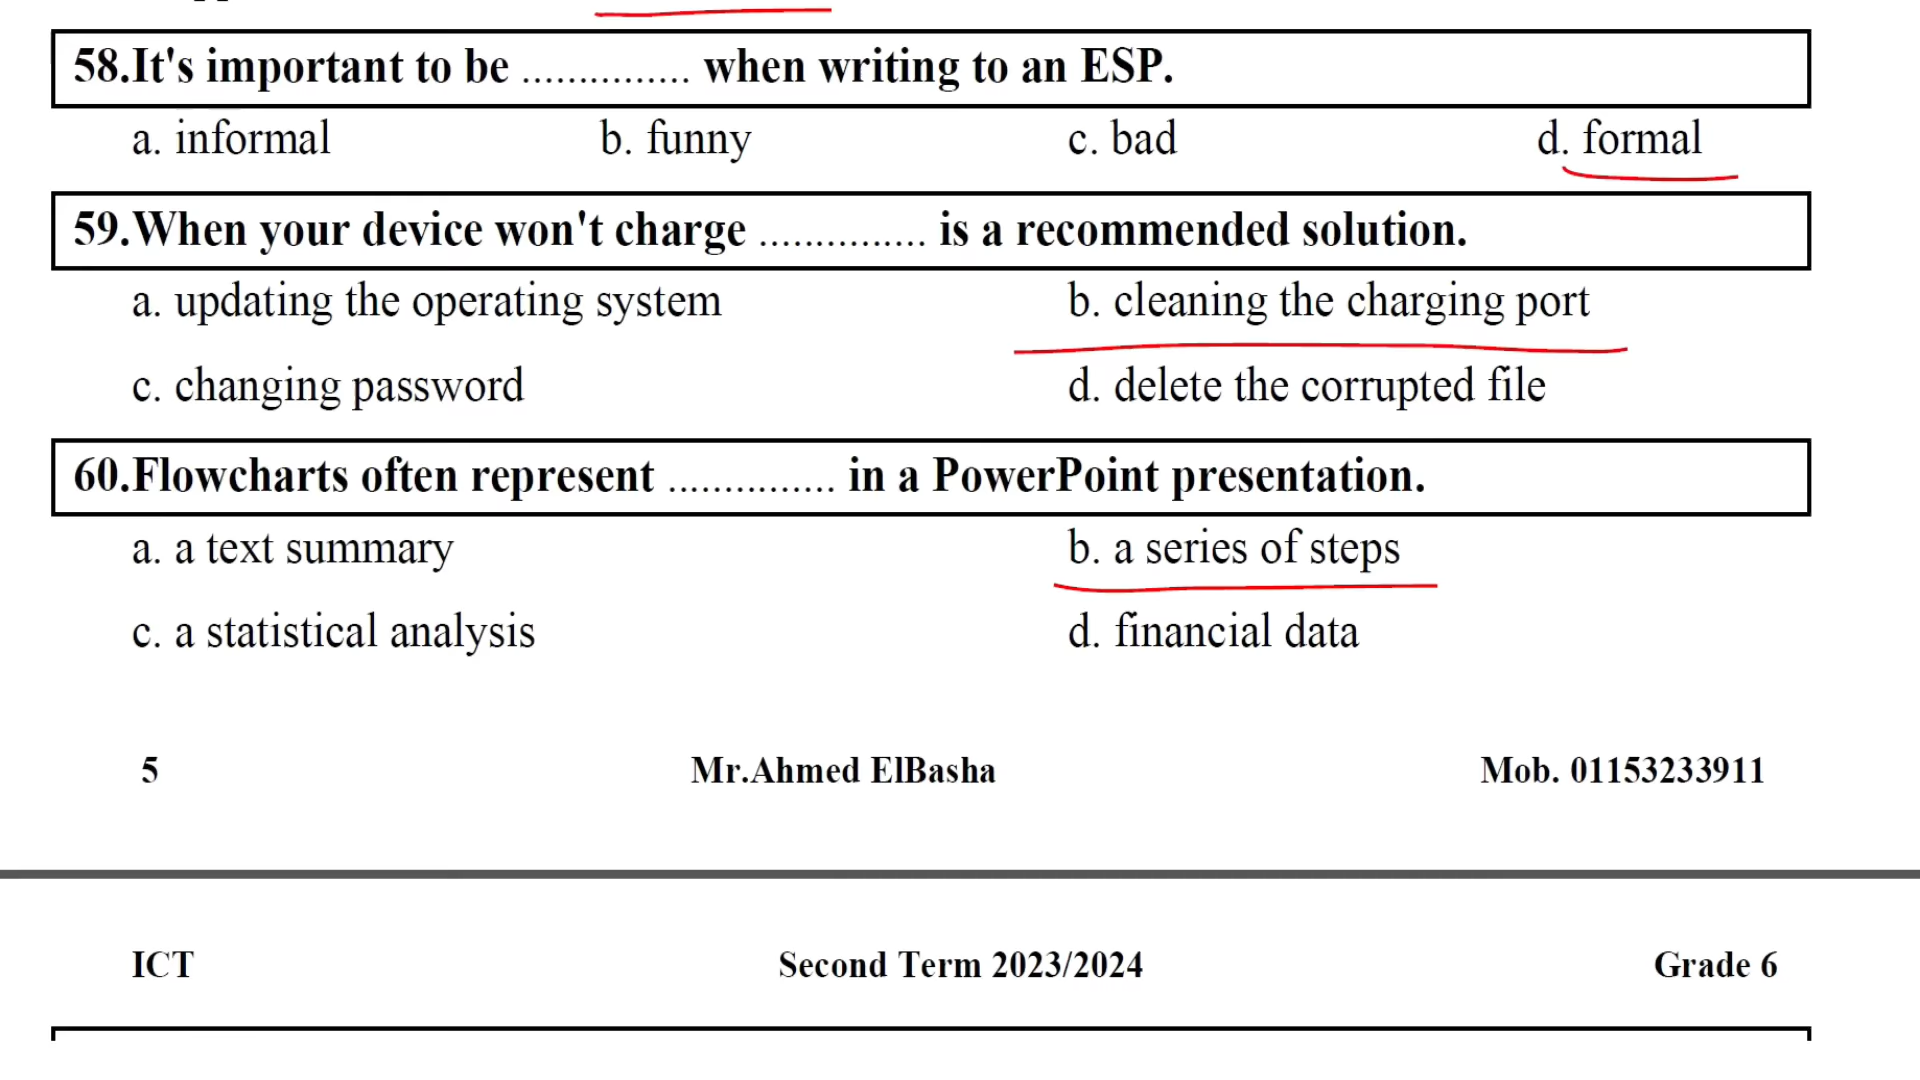 58.It's important to be ............... when writing to an ESP.
a. informal b. funny c. bad d. formal
59.When your device won't charge ............... is a recommended solution.
a. updating the operating system b. cleaning the charging port
c. changing password d. delete the corrupted file
60.Flowcharts often represent ............... in a PowerPoint presentation.
a. a text summary b. a series of steps
c. a statistical analysis d. financial data
5 Mr.Ahmed ElBasha Mob. 01153233911
ICT Second Term 2023/2024 Grade 6